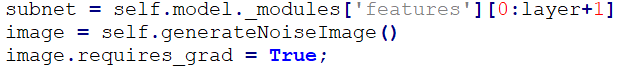 subnet = self.model._modules['features'][0:layer+1]
image = self.generateNoiseImage()
image.requires_grad = True;